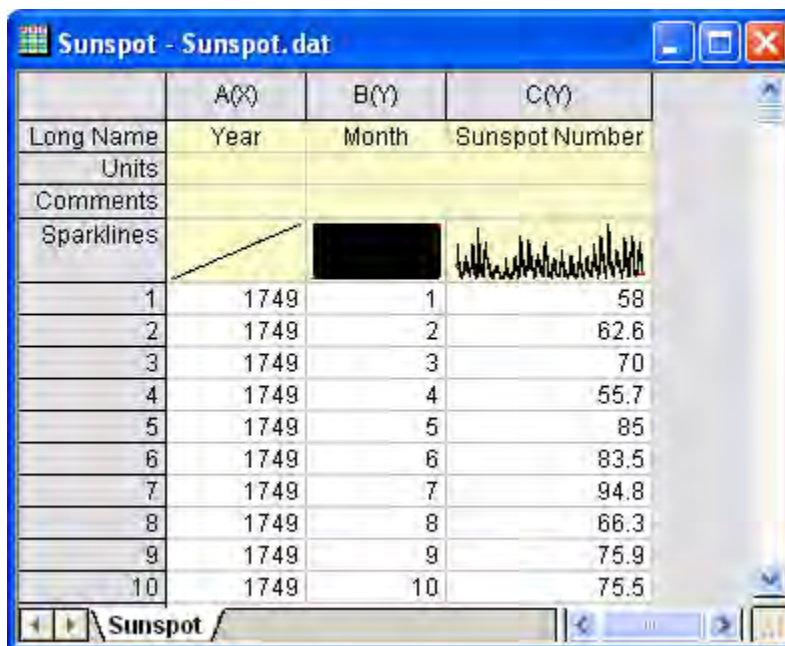 Sunspot - Sunspot.dat
A(X) B(Y) C(Y)
Long Name Year Month Sunspot Number
Units
Comments
Sparklines
1 1749 1 58
2 1749 2 62.6
3 1749 3 70
4 1749 4 55.7
5 1749 5 85
6 1749 6 83.5
7 1749 7 94.8
8 1749 8 66.3
9 1749 9 75.9
10 1749 10 75.5
Sunspot